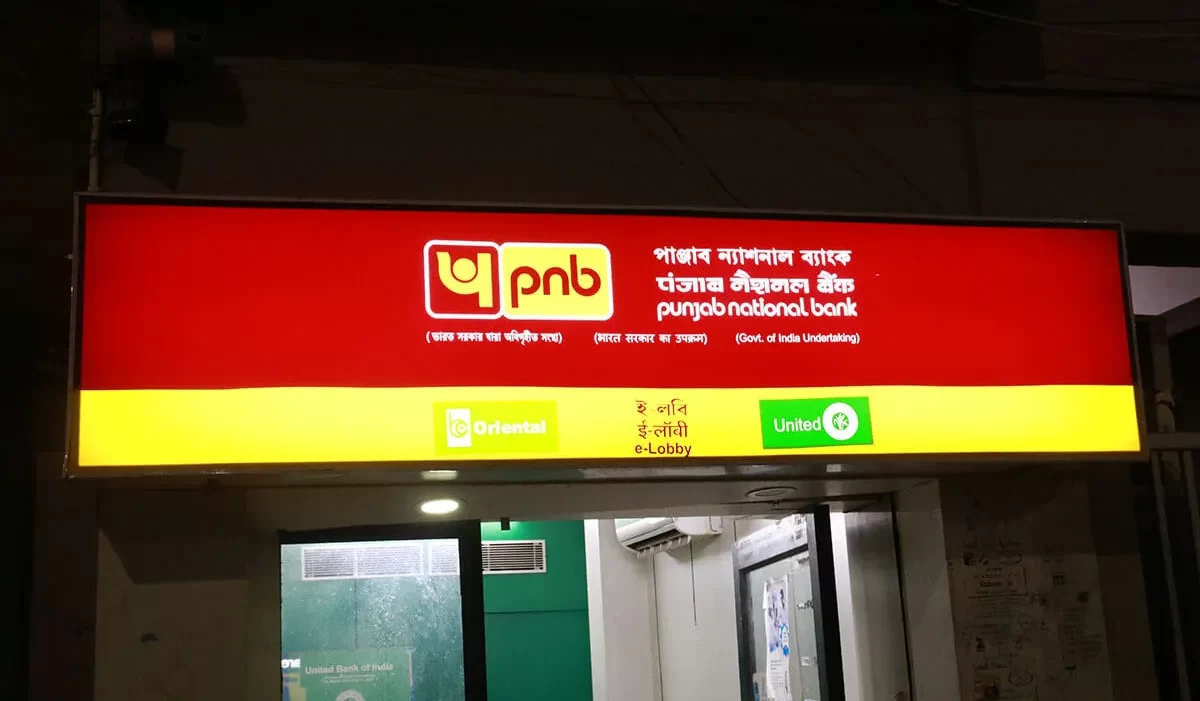 प pnb
পাঞ্জাব ন্যাশনাল ব্যাংক
पंजाब नैशनल बैंक
punjab national bank
(ভারত সরকার দ্বারা অধিগৃহীত সংস্থা) (भारत सरकार का उपक्रम) (Govt. of India Undertaking)
Oriental
ই-লবি
ई-लॉबी
e-Lobby
United
United Bank of India